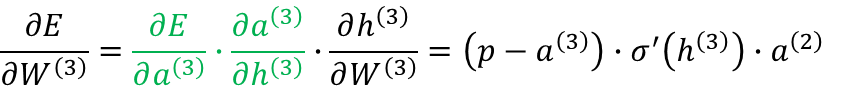 ∂E/∂W⁽³⁾ = ∂E/∂a⁽³⁾ · ∂a⁽³⁾/∂h⁽³⁾ · ∂h⁽³⁾/∂W⁽³⁾ = (p − a⁽³⁾) · σ′(h⁽³⁾) · a⁽²⁾